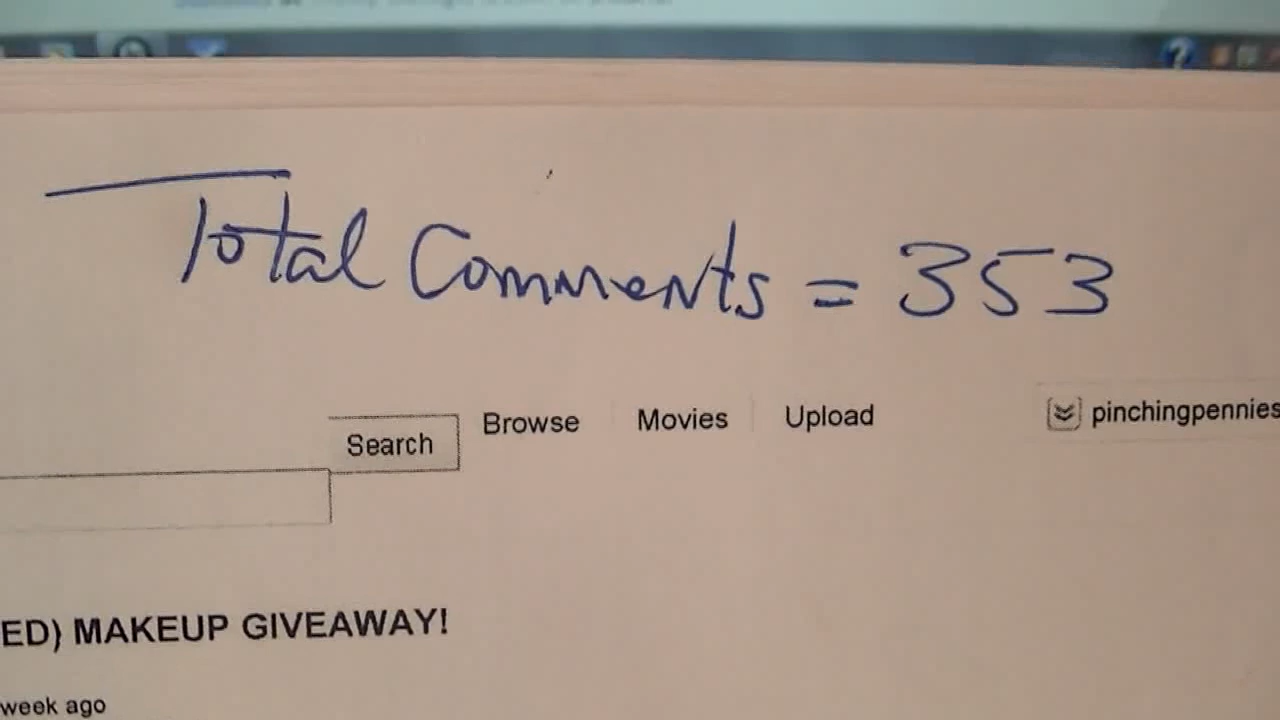 Total Comments = 353
Search Browse Movies Upload pinchingpennies
ED) MAKEUP GIVEAWAY!
week ago